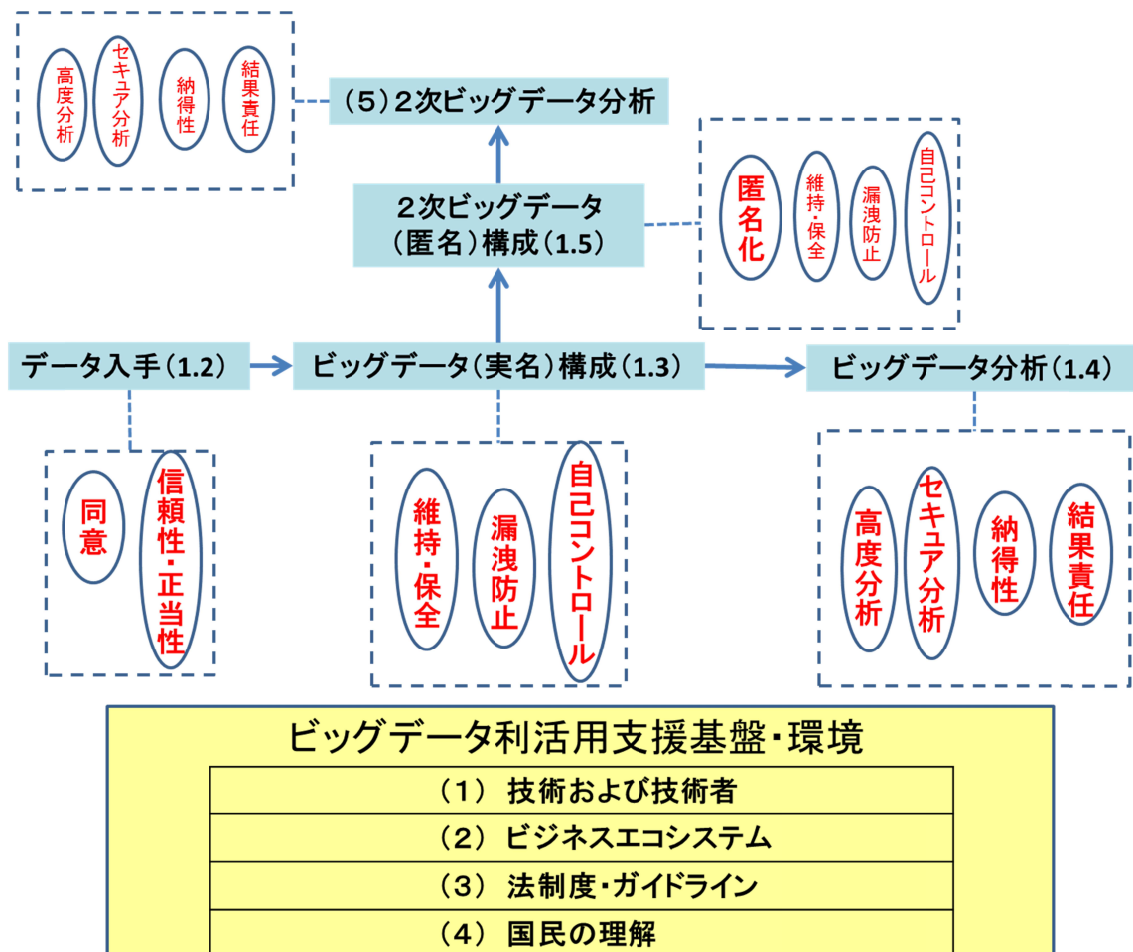 高度分析
セキュア分析
納得性
結果責任
(5)2次ビッグデータ分析
2次ビッグデータ
(匿名)構成(1.5)
匿名化
維持・保全
漏洩防止
自己コントロール
データ入手(1.2)
ビッグデータ(実名)構成(1.3)
ビッグデータ分析(1.4)
同意
信頼性・正当性
維持・保全
漏洩防止
自己コントロール
高度分析
セキュア分析
納得性
結果責任
ビッグデータ利活用支援基盤・環境
(1) 技術および技術者
(2) ビジネスエコシステム
(3) 法制度・ガイドライン
(4) 国民の理解